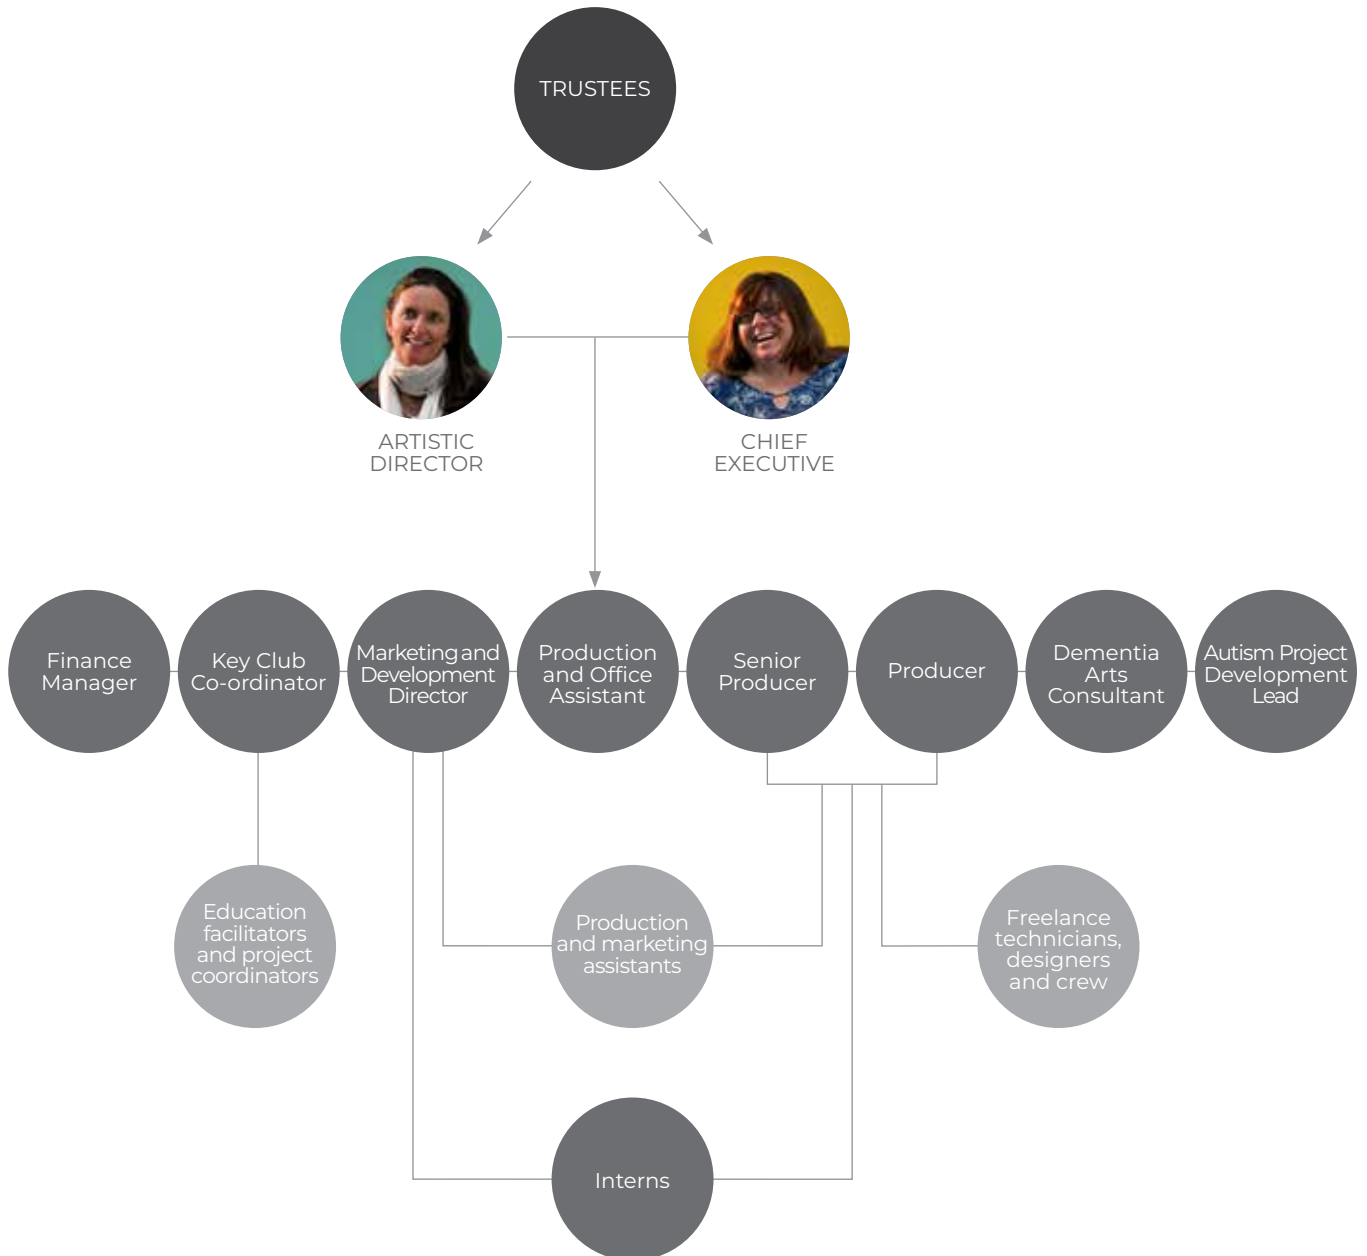 TRUSTEES
ARTISTIC
DIRECTOR
CHIEF
EXECUTIVE
Finance
Manager
Key Club
Co-ordinator
Marketing and
Development
Director
Production
and Office
Assistant
Senior
Producer
Producer
Dementia
Arts
Consultant
Autism Project
Development
Lead
Education
facilitators
and project
coordinators
Production
and marketing
assistants
Freelance
technicians,
designers
and crew
Interns